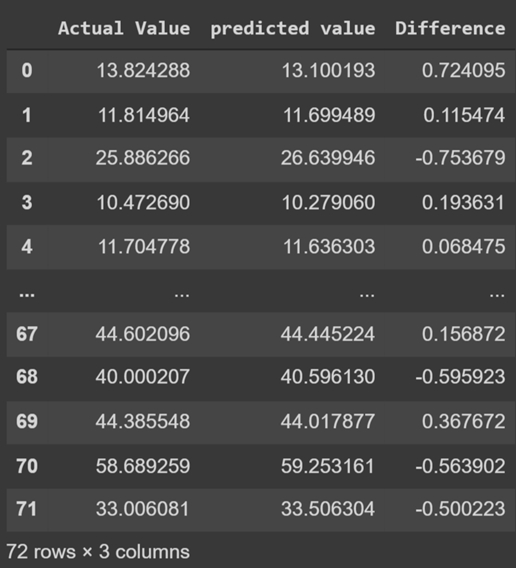 Actual Value predicted value Difference
0 13.824288 13.100193 0.724095
1 11.814964 11.699489 0.115474
2 25.886266 26.639946 -0.753679
3 10.472690 10.279060 0.193631
4 11.704778 11.636303 0.068475
... ... ... ...
67 44.602096 44.445224 0.156872
68 40.000207 40.596130 -0.595923
69 44.385548 44.017877 0.367672
70 58.689259 59.253161 -0.563902
71 33.006081 33.506304 -0.500223
72 rows × 3 columns